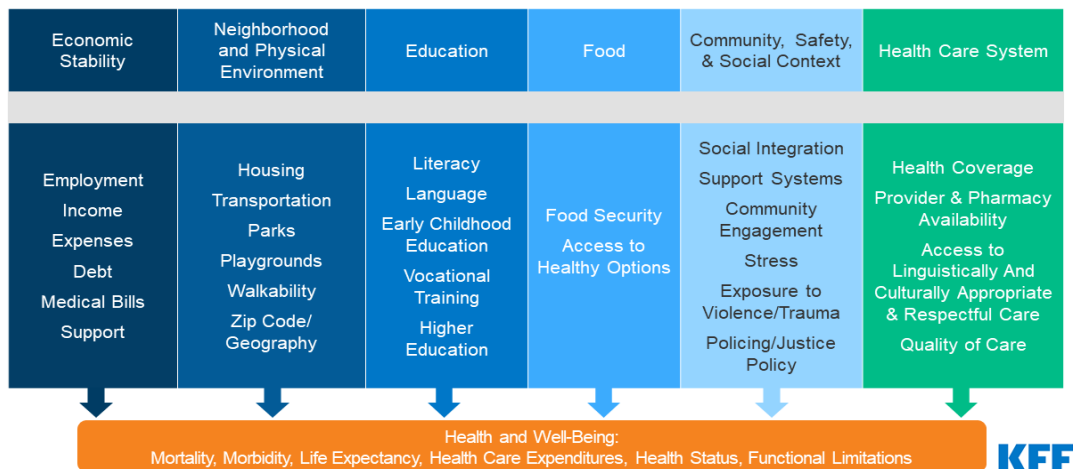 Economic
Stability
Neighborhood
and Physical
Environment
Education
Food
Community, Safety,
& Social Context
Health Care System
Employment
Income
Expenses
Debt
Medical Bills
Support
Housing
Transportation
Parks
Playgrounds
Walkability
Zip Code/
Geography
Literacy
Language
Early Childhood
Education
Vocational
Training
Higher
Education
Food Security
Access to
Healthy Options
Social Integration
Support Systems
Community
Engagement
Stress
Exposure to
Violence/Trauma
Policing/Justice
Policy
Health Coverage
Provider & Pharmacy
Availability
Access to
Linguistically And
Culturally Appropriate
& Respectful Care
Quality of Care
Health and Well-Being:
Mortality, Morbidity, Life Expectancy, Health Care Expenditures, Health Status, Functional Limitations
KFF